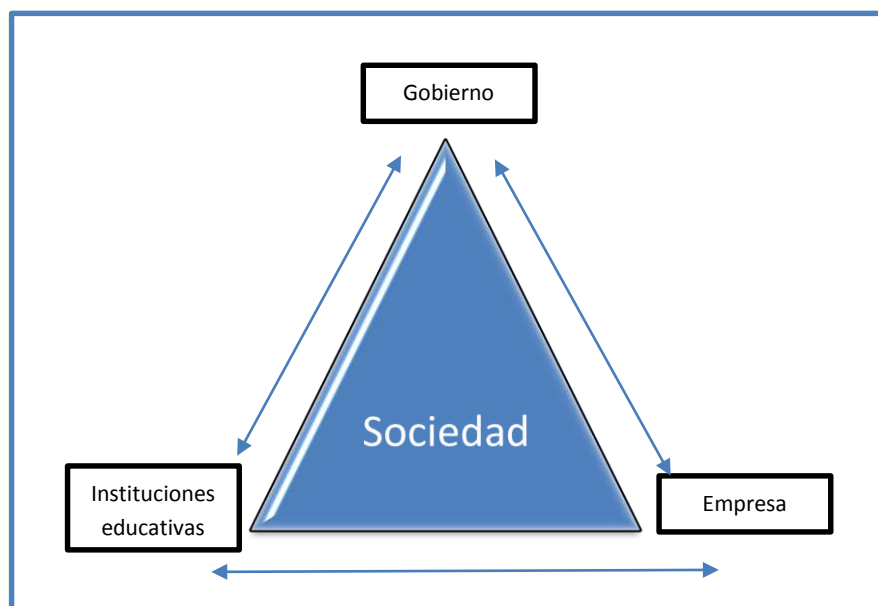 Gobierno
Sociedad
Instituciones
educativas
Empresa